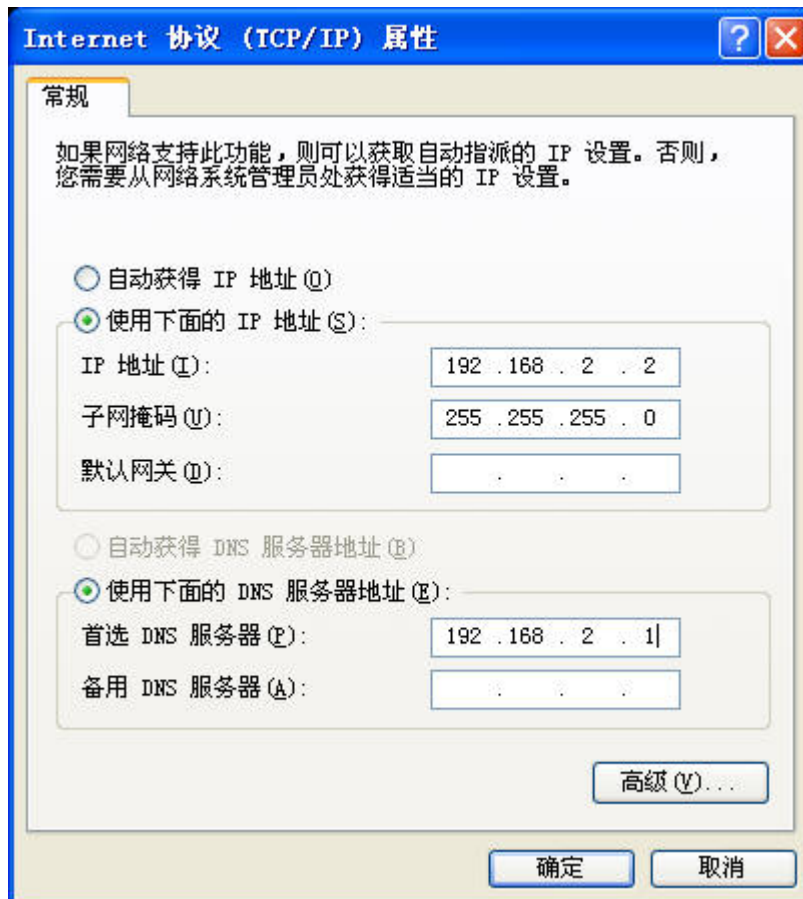 Internet 协议 (TCP/IP) 属性
常规
如果网络支持此功能，则可以获取自动指派的 IP 设置。否则，
您需要从网络系统管理员处获得适当的 IP 设置。
自动获得 IP 地址(O)
使用下面的 IP 地址(S):
IP 地址(I): 192 .168 . 2 . 2
子网掩码(U): 255 .255 .255 . 0
默认网关(D): . . .
自动获得 DNS 服务器地址(B)
使用下面的 DNS 服务器地址(E):
首选 DNS 服务器(P): 192 .168 . 2 . 1
备用 DNS 服务器(A): . . .
高级(V)...
确定 取消